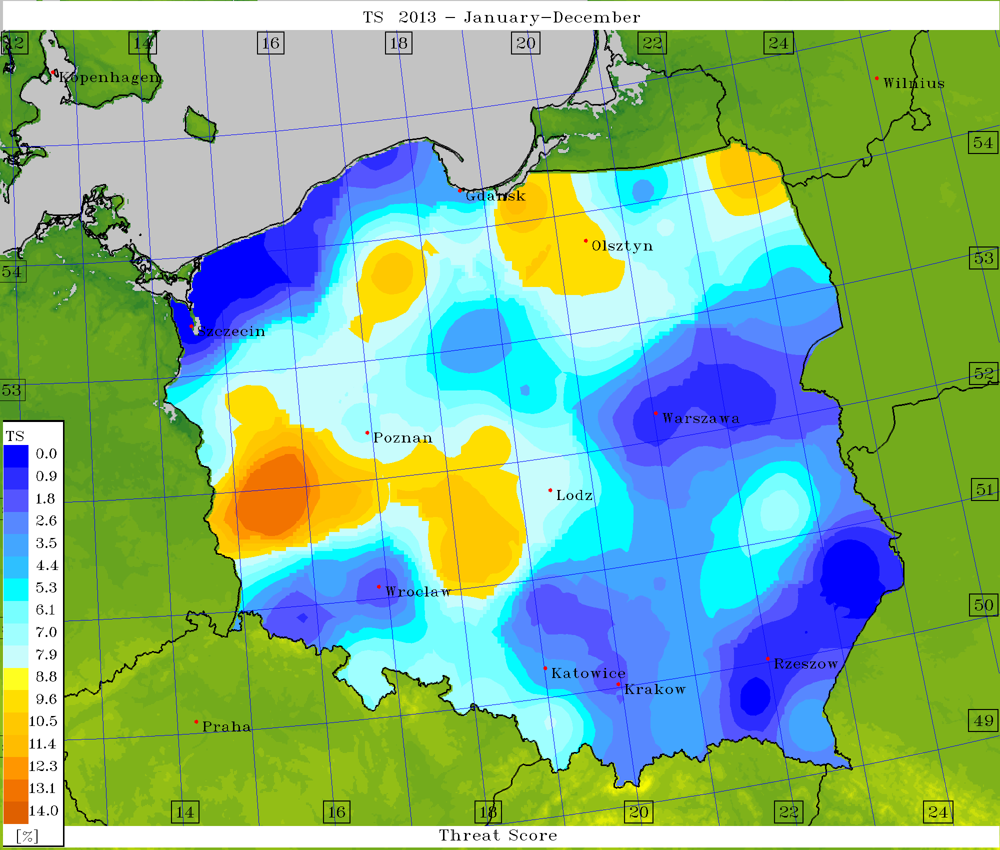 TS 2013 – January–December
12 14 16 18 20 22 24
Kopenhagen
Wilnius
54
Gdansk
Olsztyn
53
54
Szczecin
52
53
Warszawa
Poznan
TS
0.0
0.9
1.8
2.6
3.5
4.4
5.3
6.1
7.0
7.9
8.8
9.6
10.5
11.4
12.3
13.1
14.0
[%]
51
Lodz
Wroclaw
50
Rzeszow
Katowice
Krakow
49
Praha
14 16 18 20 22 24
Threat Score